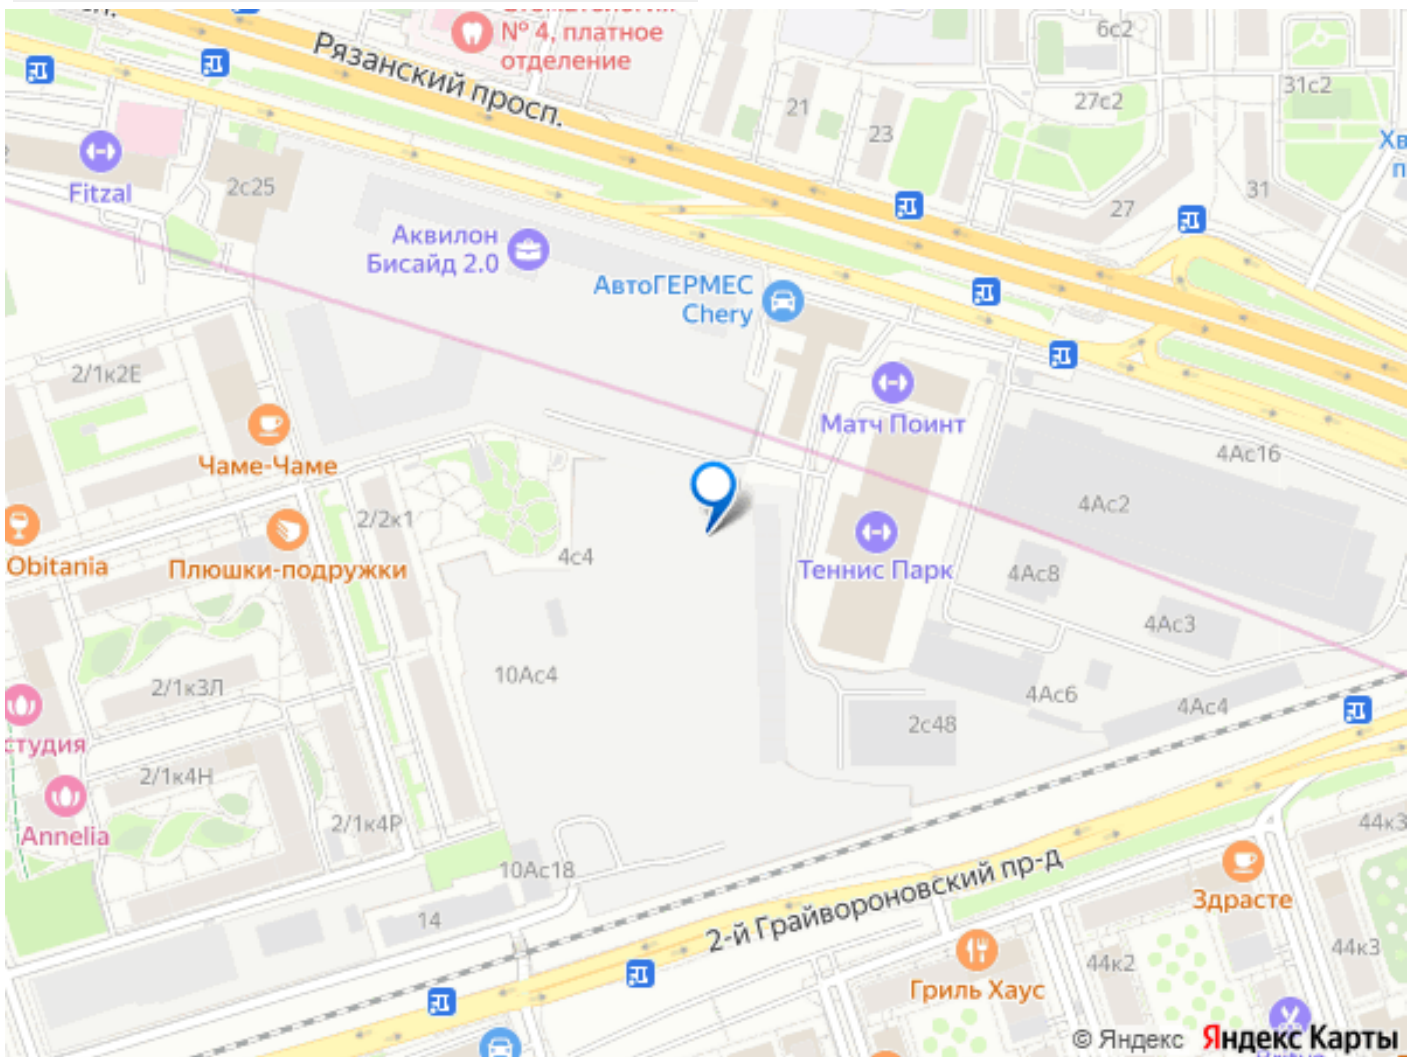 № 4, платное
отделение
Рязанский просп.
6с2
31с2
27с2
21
23
Fitzal
2с25
31
27
Аквилон
Бисайд 2.0
АвтоГЕРМЕС
Chery
2/1к2Е
Матч Поинт
Чаме-Чаме
4Ас16
4Ас2
2/2к1
Obitania
Плюшки-подружки
4с4
Теннис Парк
4Ас8
4Ас3
10Ас4
2/1к3Л
4Ас6
4Ас4
2с48
студия
2/1к4Н
Annelia
2/1к4Р
44к3
10Ас18
14
2-й Грайвороновский пр-д
Здрасте
44к2
44к3
Гриль Хаус
© Яндекс Яндекс Карты